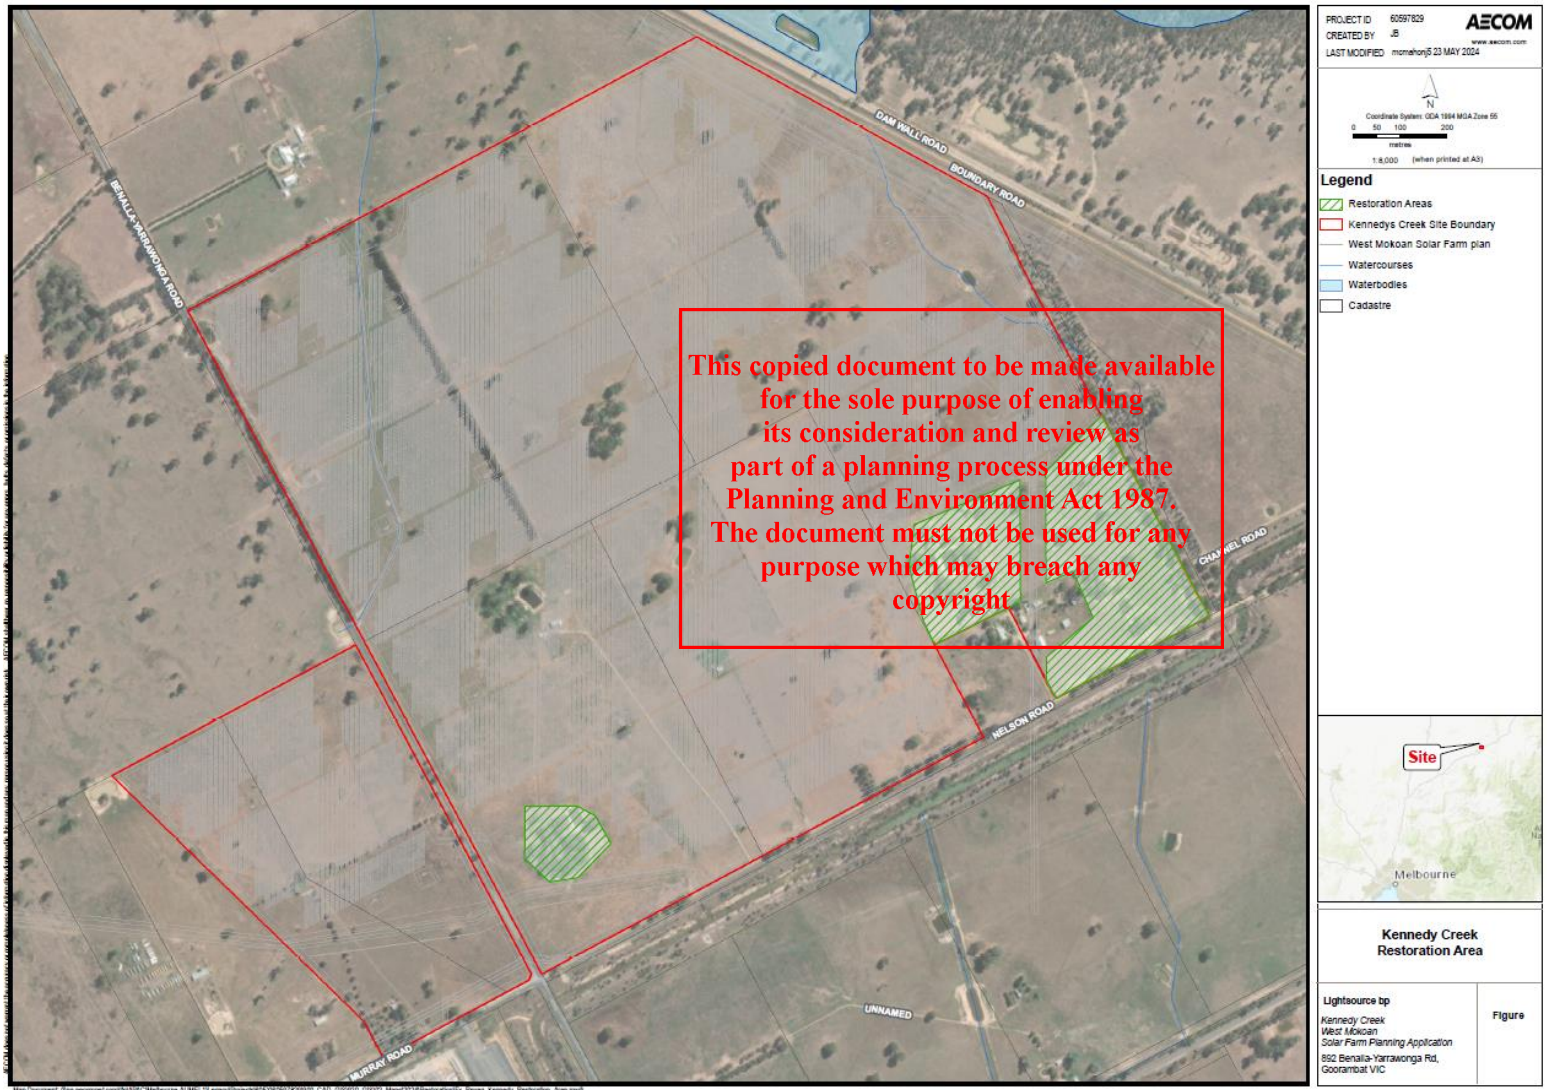 PROJECT ID 60597829
CREATED BY JB
LAST MODIFIED mcmahonj5 23 MAY 2024
AECOM
www.aecom.com
N
Coordinate System: GDA 1994 MGA Zone 55
0 50 100 200
metres
1:8,000 (when printed at A3)
Legend
Restoration Areas
Kennedys Creek Site Boundary
West Mokoan Solar Farm plan
Watercourses
Waterbodies
Cadastre
DAM WALL ROAD
BOUNDARY ROAD
BENALLA-YARRAWONGA ROAD
CHANNEL ROAD
NELSON ROAD
UNNAMED
MURRAY ROAD
This copied document to be made available
for the sole purpose of enabling
its consideration and review as
part of a planning process under the
Planning and Environment Act 1987.
The document must not be used for any
purpose which may breach any
copyright
Site
Melbourne
Kennedy Creek
Restoration Area
Lightsource bp
Kennedy Creek
West Mokoan
Solar Farm Planning Application
892 Benalla-Yarrawonga Rd,
Goorambat VIC
Figure